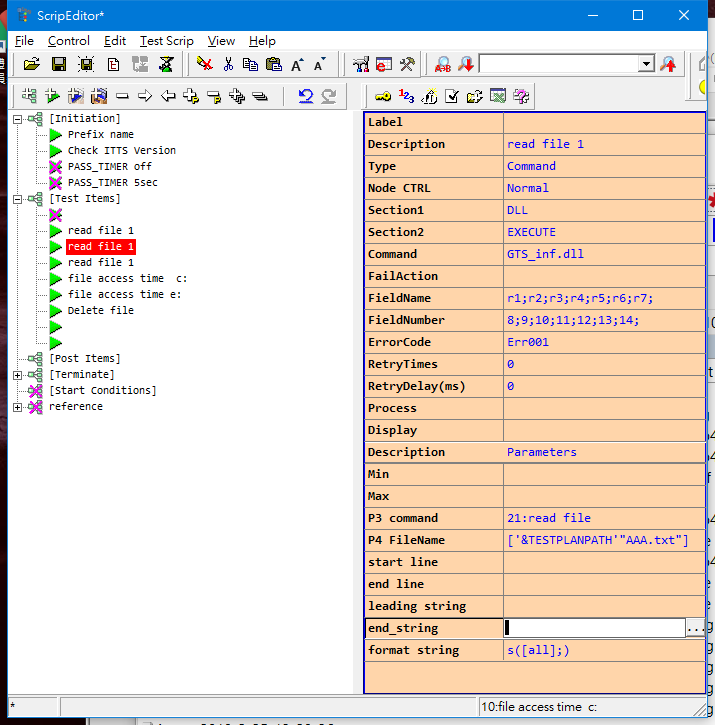 ScripEditor*
File Control Edit Test Scrip View Help
[Initiation]
Prefix name
Check ITTS Version
PASS_TIMER off
PASS_TIMER 5sec
[Test Items]
read file 1
read file 1
read file 1
file access time  c:
file access time e:
Delete file
[Post Items]
[Terminate]
[Start Conditions]
reference
Label
Description read file 1
Type Command
Node CTRL Normal
Section1 DLL
Section2 EXECUTE
Command GTS_inf.dll
FailAction
FieldName r1;r2;r3;r4;r5;r6;r7;
FieldNumber 8;9;10;11;12;13;14;
ErrorCode Err001
RetryTimes 0
RetryDelay(ms) 0
Process
Display
Description Parameters
Min
Max
P3 command 21:read file
P4 FileName ['&TESTPLANPATH'"AAA.txt"]
start line
end line
leading string
end_string ...
format string s([all];)
* 10:file access time  c: